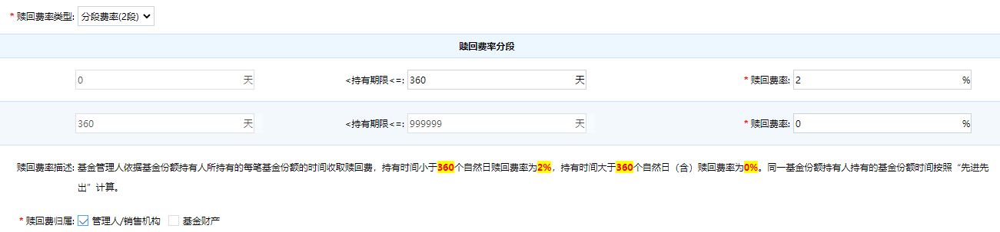 * 赎回费率类型: 分段费率(2段)
赎回费率分段
0 天 <持有期限<=: 360 天 * 赎回费率: 2 %
360 天 <持有期限<=: 999999 天 * 赎回费率: 0 %
赎回费率描述: 基金管理人依据基金份额持有人所持有的每笔基金份额的时间收取赎回费，持有时间小于360个自然日赎回费率为2%，持有时间大于360个自然日（含）赎回费率为0%。同一基金份额持有人持有的基金份额时间按照“先进先
出”计算。
* 赎回费归属: 管理人/销售机构 基金财产